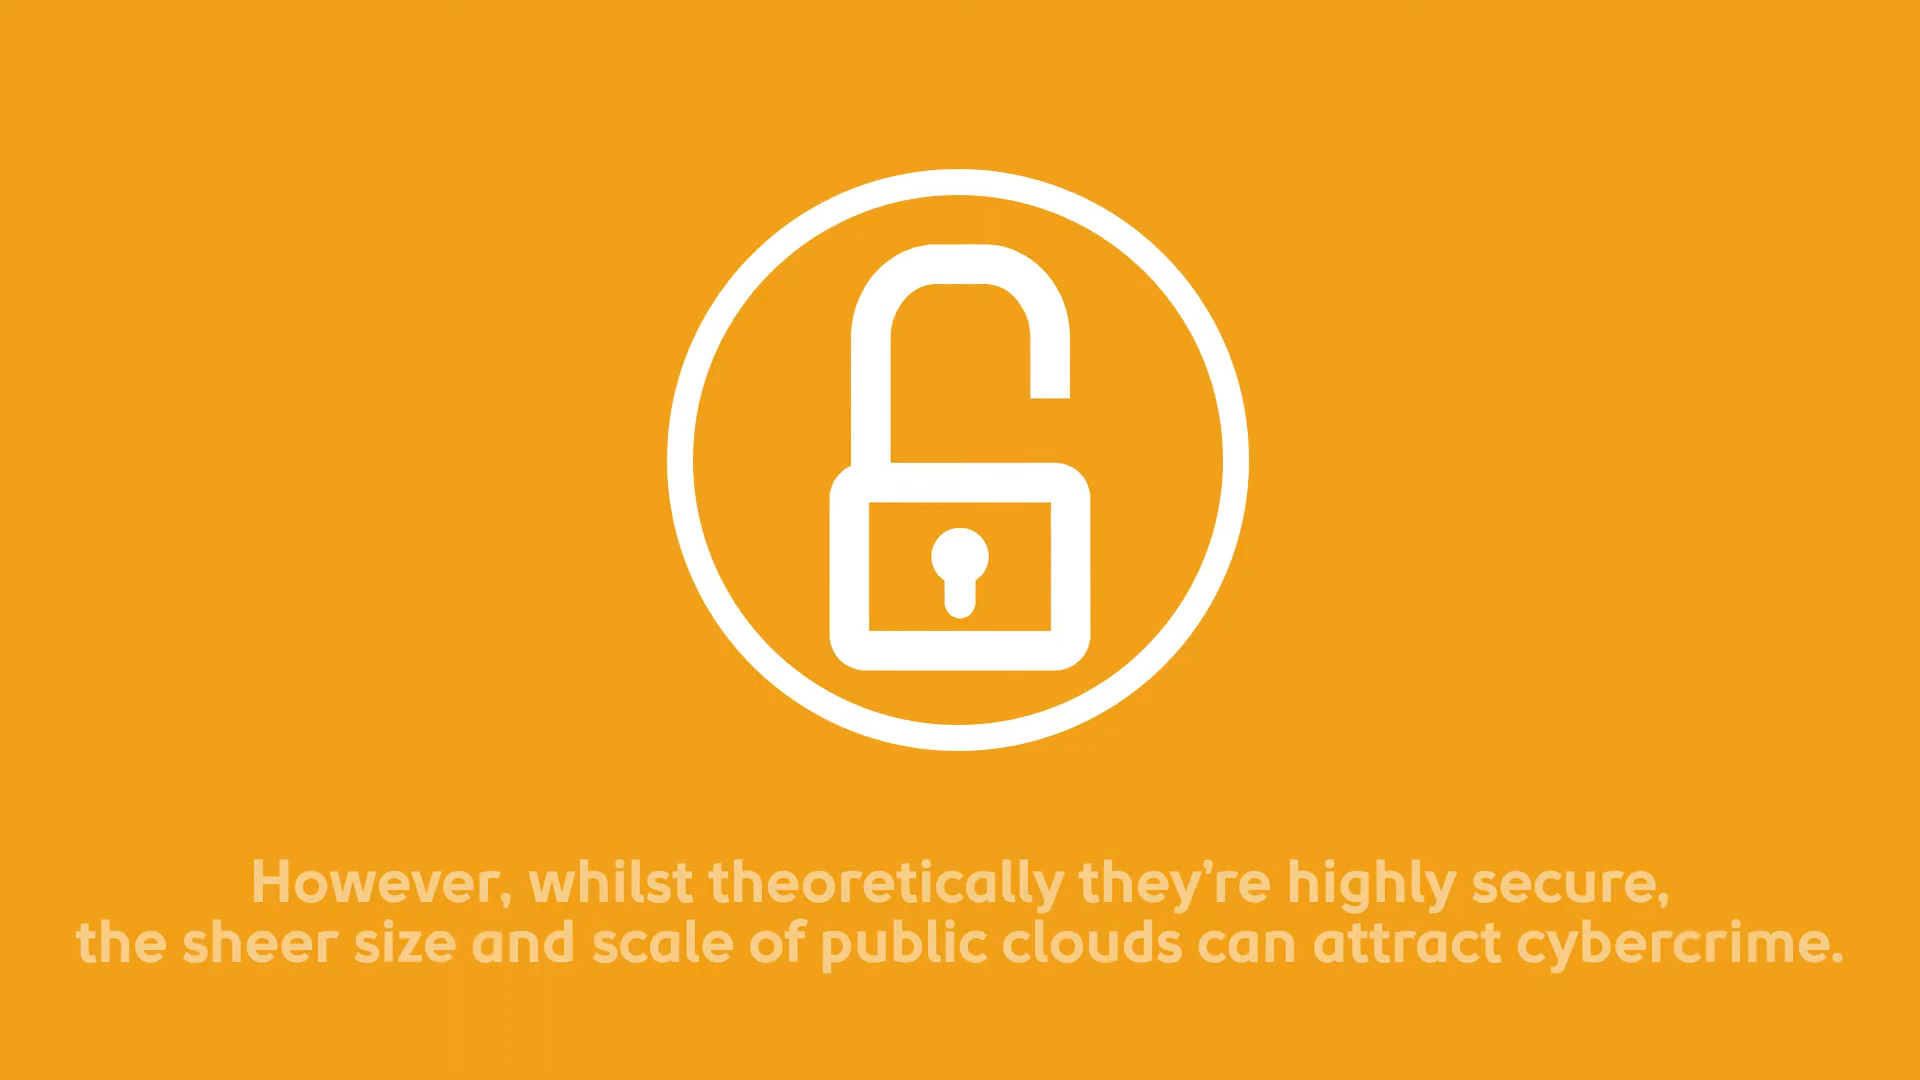 However, whilst theoretically they’re highly secure,
the sheer size and scale of public clouds can attract cybercrime.